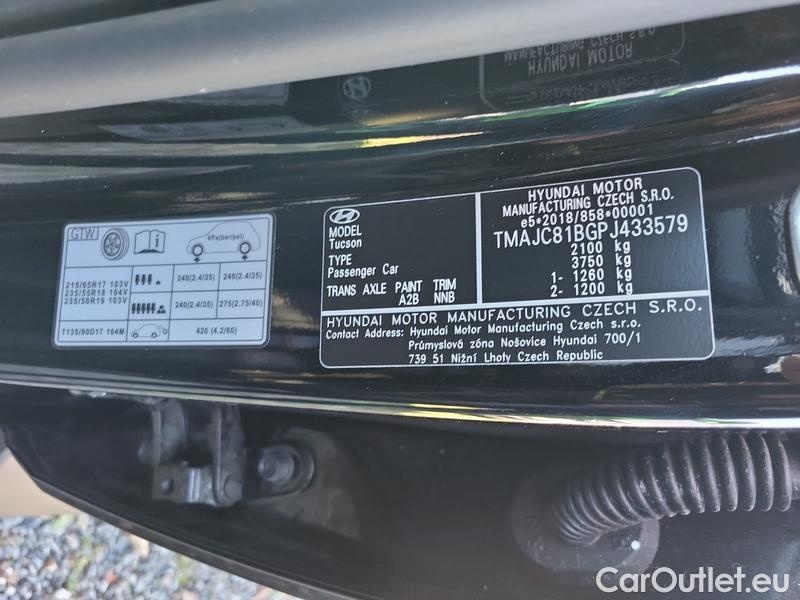 HYUNDAI MOTOR
MANUFACTURING CZECH S.R.O
GTW
kPa(bar/psi)
215/65R17 103V
235/55R18 104V
235/50R19 103V
240(2.4/35) 240(2.4/35)
240(2.4/35) 275(2.75/40)
T135/90D17 104M 420 (4.2/60)
MODEL
Tucson
TYPE
Passenger Car
TRANS AXLE PAINT TRIM
A2B NNB
HYUNDAI MOTOR
MANUFACTURING CZECH S.R.O.
e5*2018/858*00001
TMAJC81BGPJ433579
2100 kg
3750 kg
1- 1260 kg
2- 1200 kg
HYUNDAI MOTOR MANUFACTURING CZECH S.R.O.
Contact Address: Hyundai Motor Manufacturing Czech s.r.o.
Průmyslová zóna Nošovice Hyundai 700/1
739 51 Nižní Lhoty Czech Republic
CarOutlet.eu